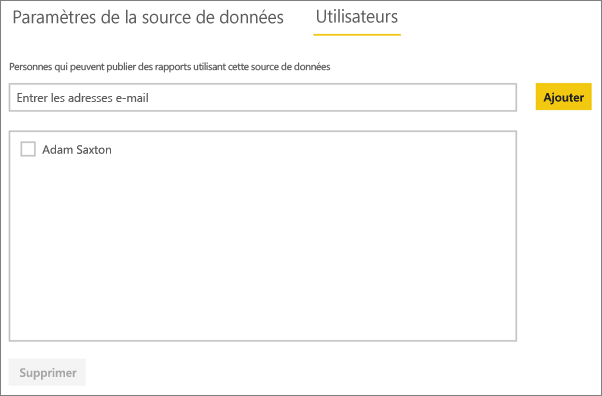 Paramètres de la source de données Utilisateurs
Personnes qui peuvent publier des rapports utilisant cette source de données
Entrer les adresses e-mail Ajouter
Adam Saxton
Supprimer